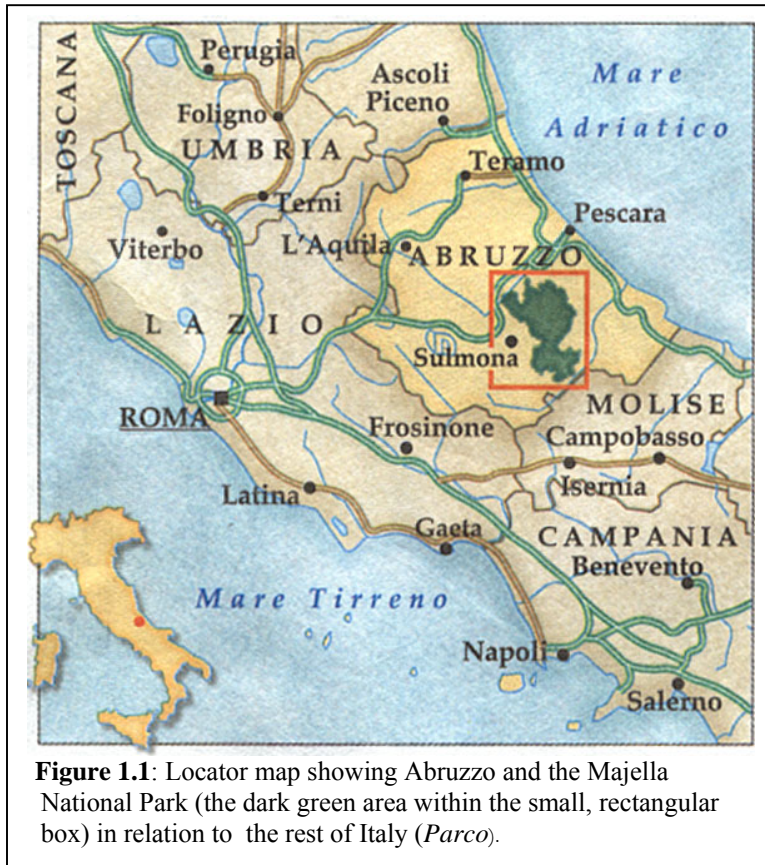 TOSCANA
Perugia
Ascoli
Piceno
Mare
Adriatico
Foligno
UMBRIA
Teramo
Terni
Pescara
Viterbo
L'Aquila
ABRUZZO
LAZIO
Sulmona
ROMA
MOLISE
Frosinone
Campobasso
Isernia
Latina
Gaeta
CAMPANIA
Benevento
Mare Tirreno
Napoli
Salerno
Figure 1.1: Locator map showing Abruzzo and the Majella
National Park (the dark green area within the small, rectangular
box) in relation to the rest of Italy (Parco).